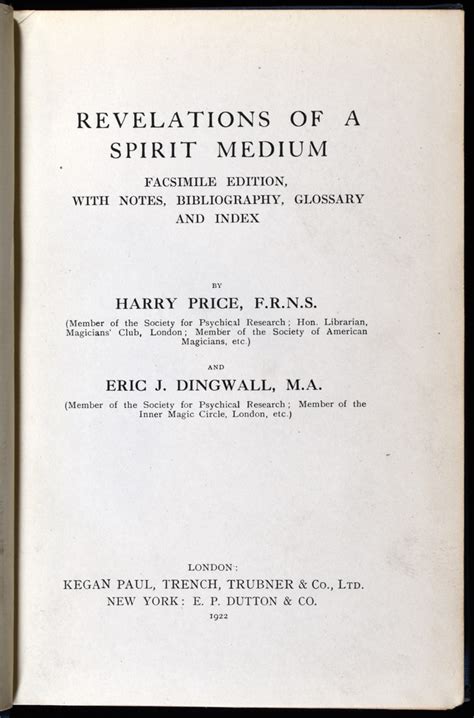 REVELATIONS OF A
SPIRIT MEDIUM
FACSIMILE EDITION,
WITH NOTES, BIBLIOGRAPHY, GLOSSARY
AND INDEX
BY
HARRY PRICE, F.R.N.S.
(Member of the Society for Psychical Research; Hon. Librarian,
Magicians' Club, London; Member of the Society of American
Magicians, etc.)
AND
ERIC J. DINGWALL, M.A.
(Member of the Society for Psychical Research; Member of the
Inner Magic Circle, London, etc.)
LONDON:
KEGAN PAUL, TRENCH, TRUBNER & Co., LTD.
NEW YORK: E. P. DUTTON & CO.
1922